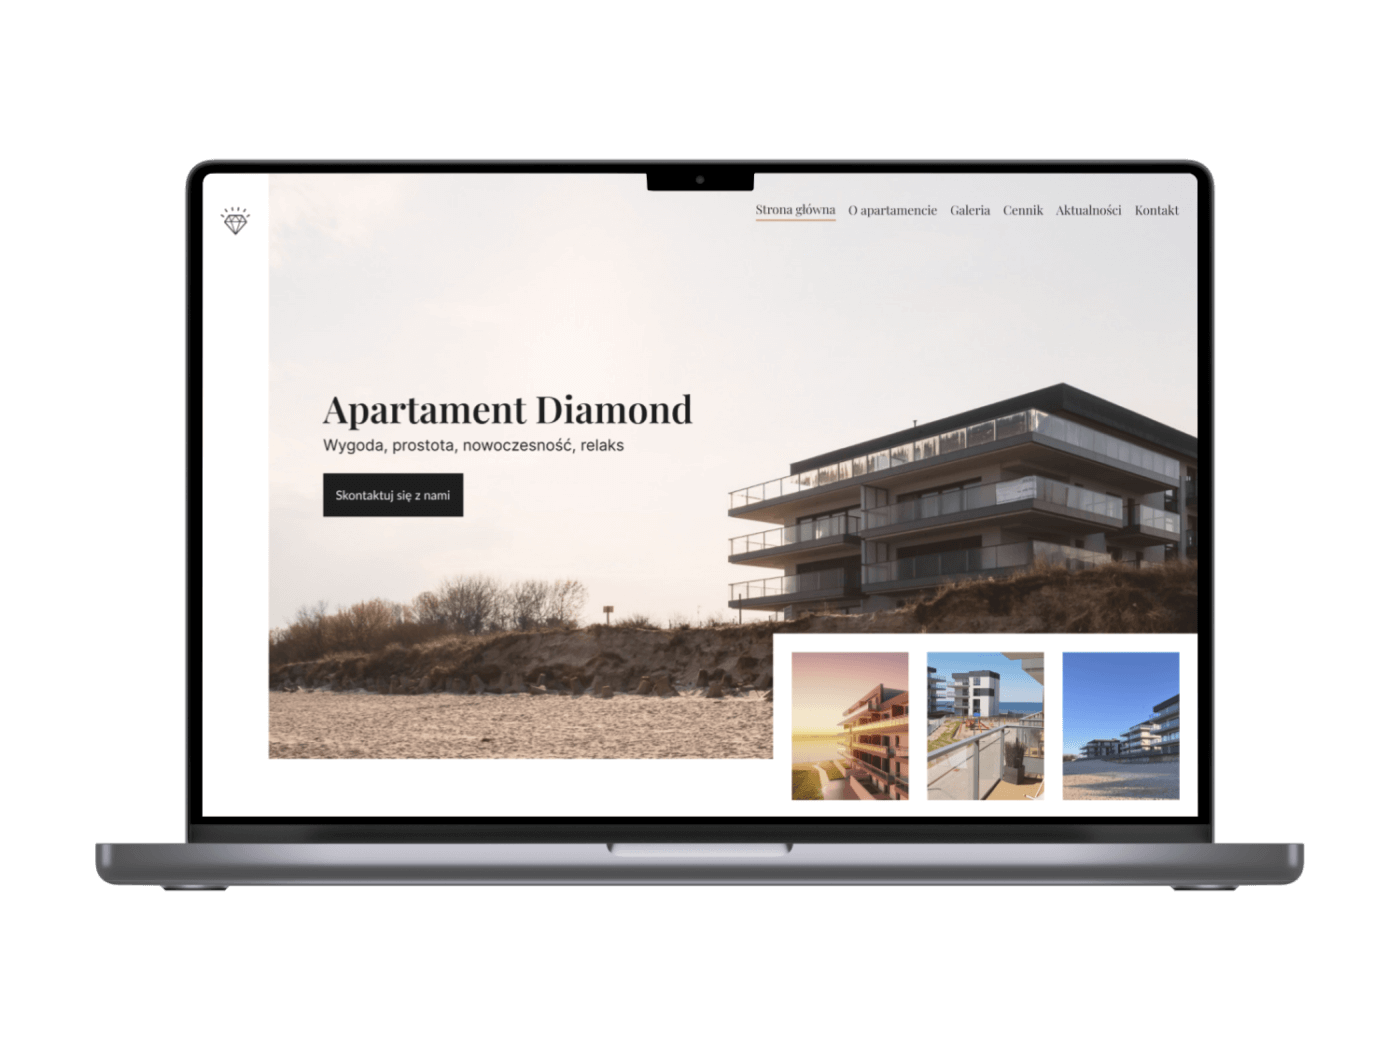 Strona główna O apartamencie Galeria Cennik Aktualności Kontakt
Apartament Diamond
Wygoda, prostota, nowoczesność, relaks
Skontaktuj się z nami